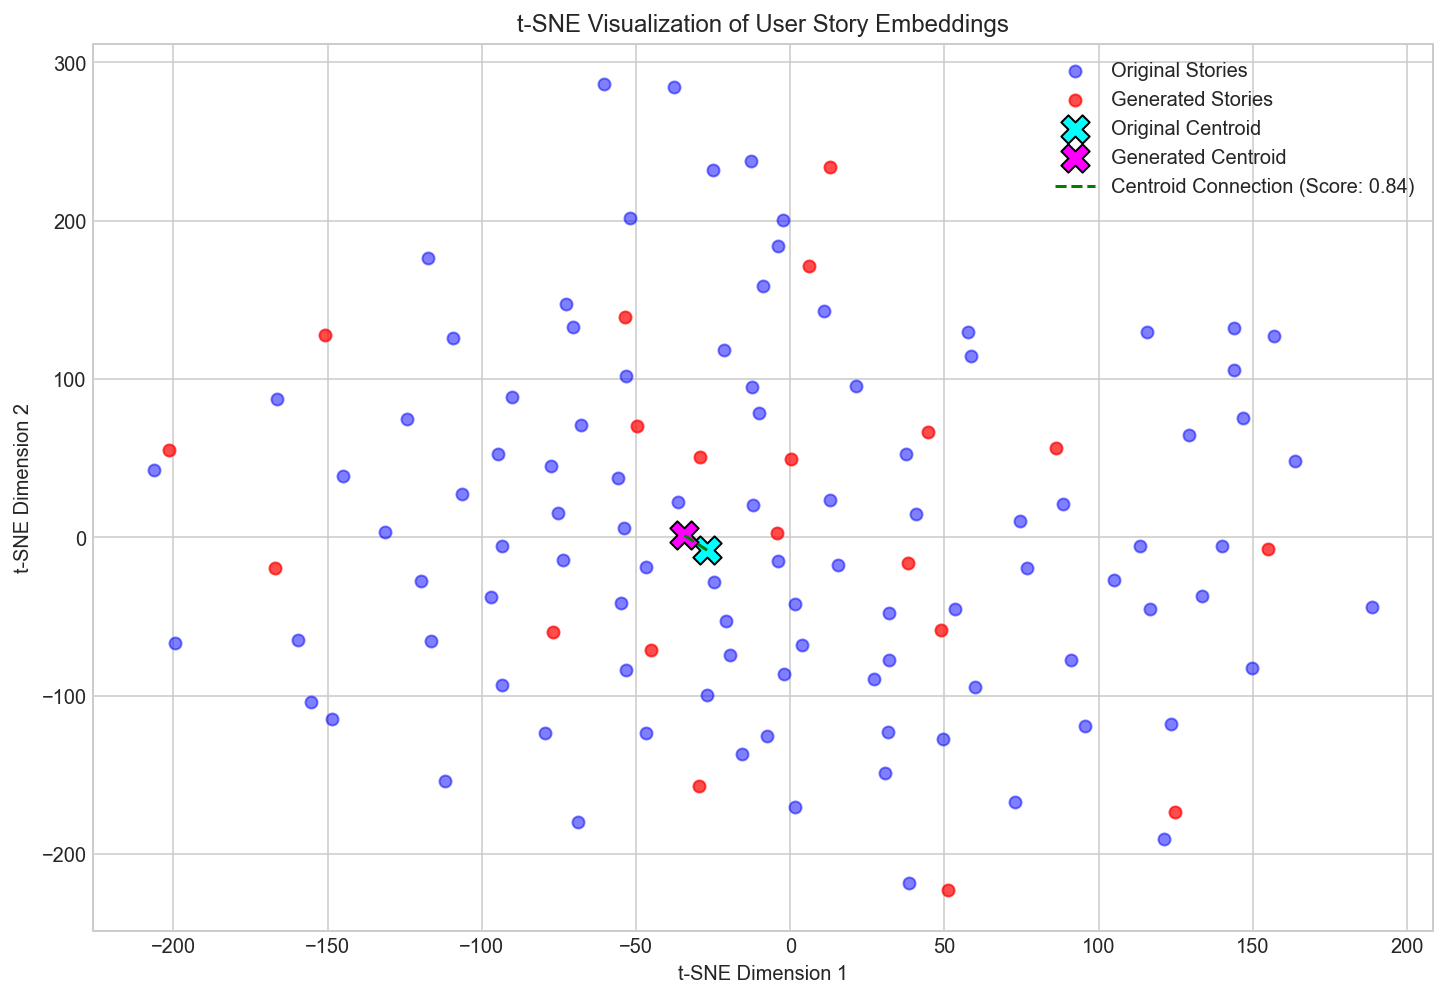 t-SNE Visualization of User Story Embeddings
Original Stories
Generated Stories
Original Centroid
Generated Centroid
Centroid Connection (Score: 0.84)
t-SNE Dimension 2
300
200
100
0
−100
−200
−200 −150 −100 −50 0 50 100 150 200
t-SNE Dimension 1